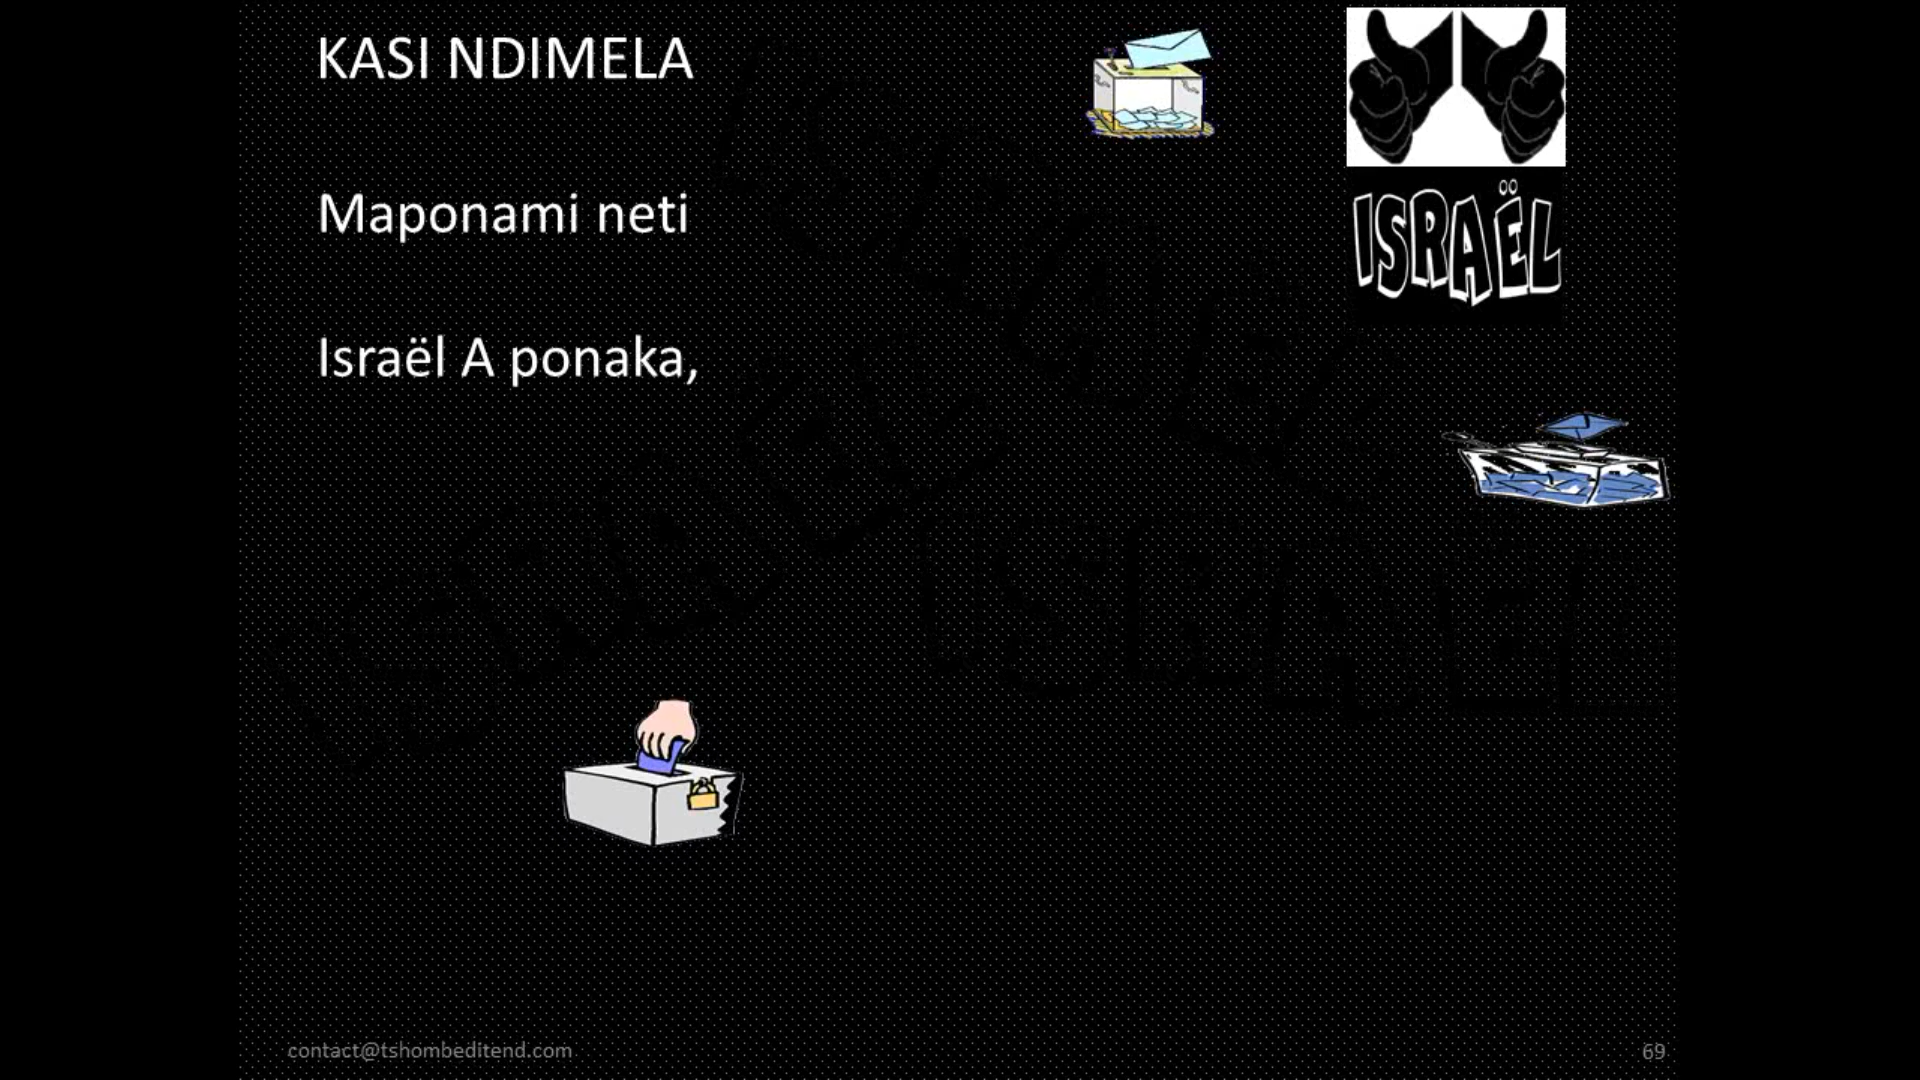 KASI NDIMELA
Maponami neti
Israël A ponaka,
ISRAËL
contact@tshombeditend.com
69